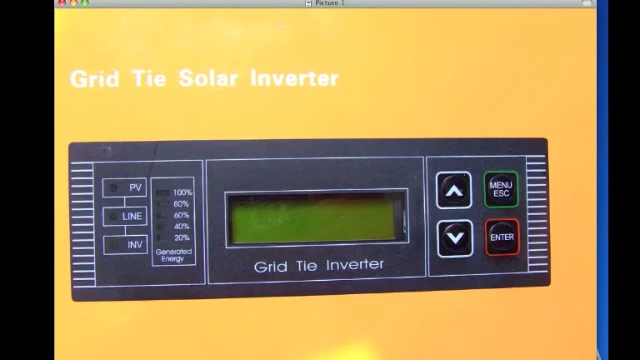 Picture 1
Grid Tie Solar Inverter
PV
LINE
INV
100%
80%
60%
40%
20%
Generated
Energy
Grid Tie Inverter
MENU
ESC
ENTER